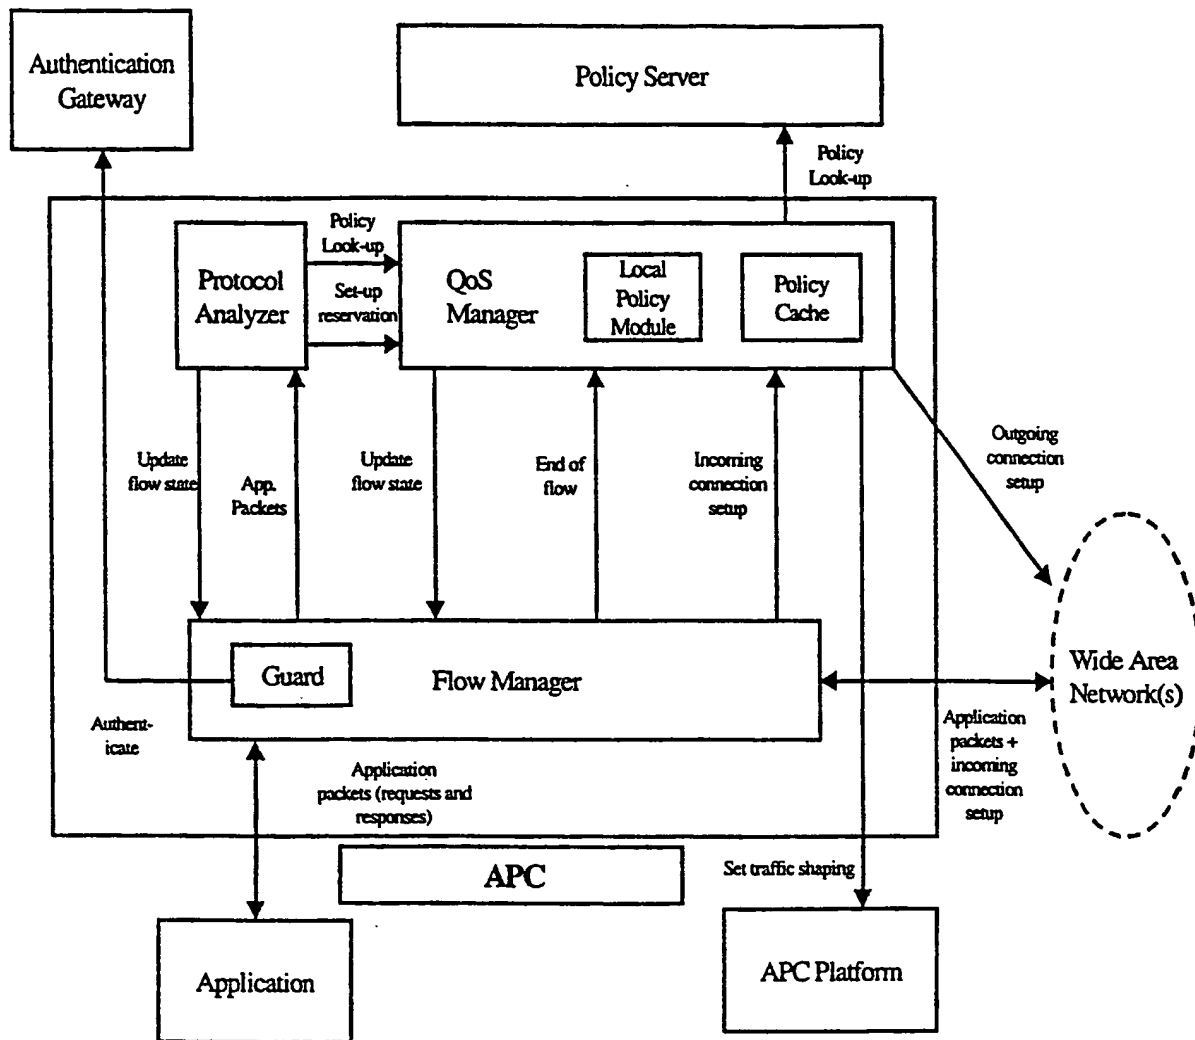 Authentication
Gateway
Policy Server
Policy
Look-up
Policy
Look-up
Protocol
Analyzer
Set-up
reservation
QoS
Manager
Local
Policy
Module
Policy
Cache
Update
flow state
App.
Packets
Update
flow state
End of
flow
Incoming
connection
setup
Outgoing
connection
setup
Guard
Flow Manager
Wide Area
Network(s)
Authent-
icate
Application
packets (requests and
responses)
Application
packets +
incoming
connection
setup
APC
Set traffic shaping
Application
APC Platform